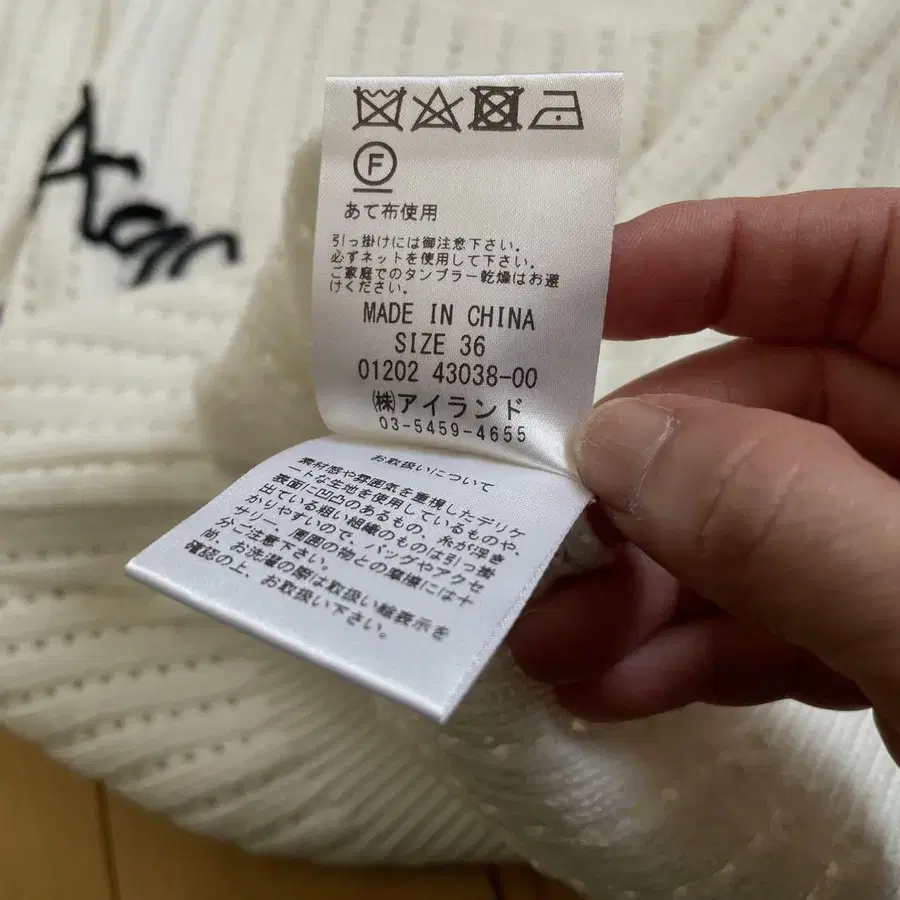 F
あて布使用
引っ掛けには御注意下さい。
必ずネットを使用して下さい。
ご家庭でのタンブラー乾燥はお避
けください。
MADE IN CHINA
SIZE 36
01202 43038-00
㈱アイランド
03-5459-4655
お取扱いについて
素材感や雰囲気を重視したデリケ
ートな生地を使用しているものや、
表面に凹凸のあるもの、糸が浮き
出ている粗い組織のものは引っ掛
かりやすいので、バッグやアクセ
サリー、周囲の物との摩擦には十
分ご注意下さい。
尚、お洗濯の際は取扱い絵表示を
確認の上、お取扱い下さい。